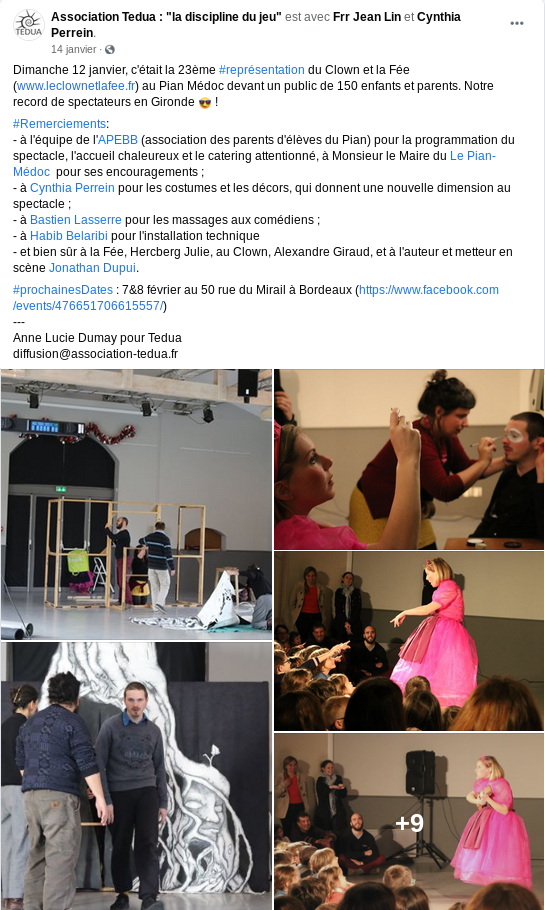 Association Tedua : "la discipline du jeu" est avec Frr Jean Lin et Cynthia
Perrein.
TEDUA
14 janvier ·
Dimanche 12 janvier, c'était la 23ème #représentation du Clown et la Fée
(www.leclownetlafee.fr) au Pian Médoc devant un public de 150 enfants et parents. Notre
record de spectateurs en Gironde 😎 !
#Remerciements:
- à l'équipe de l'APEBB (association des parents d'élèves du Pian) pour la programmation du
spectacle, l'accueil chaleureux et le catering attentionné, à Monsieur le Maire du Le Pian-
Médoc pour ses encouragements ;
- à Cynthia Perrein pour les costumes et les décors, qui donnent une nouvelle dimension au
spectacle ;
- à Bastien Lasserre pour les massages aux comédiens ;
- à Habib Belaribi pour l'installation technique
- et bien sûr à la Fée, Hercberg Julie, au Clown, Alexandre Giraud, et à l'auteur et metteur en
scène Jonathan Dupui.
#prochainesDates : 7&8 février au 50 rue du Mirail à Bordeaux (https://www.facebook.com
/events/476651706615557/)
---
Anne Lucie Dumay pour Tedua
diffusion@association-tedua.fr
+9